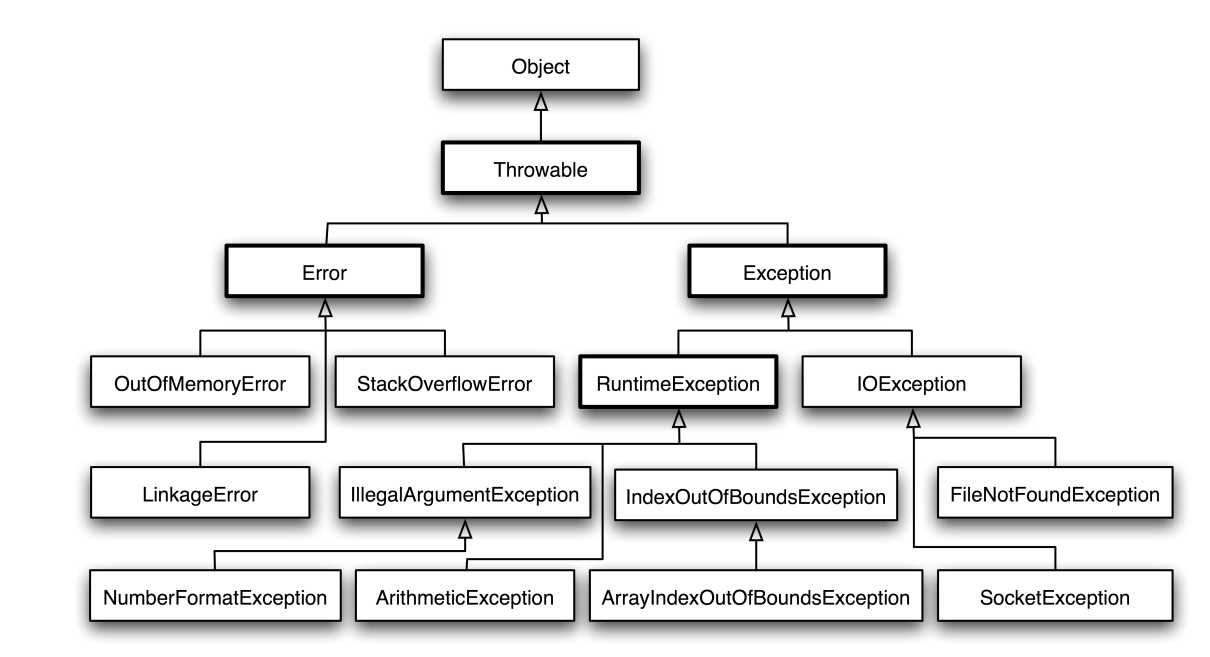 Object
Throwable
Error
Exception
OutOfMemoryError
StackOverflowError
RuntimeException
IOException
LinkageError
IllegalArgumentException
IndexOutOfBoundsException
FileNotFoundException
NumberFormatException
ArithmeticException
ArrayIndexOutOfBoundsException
SocketException